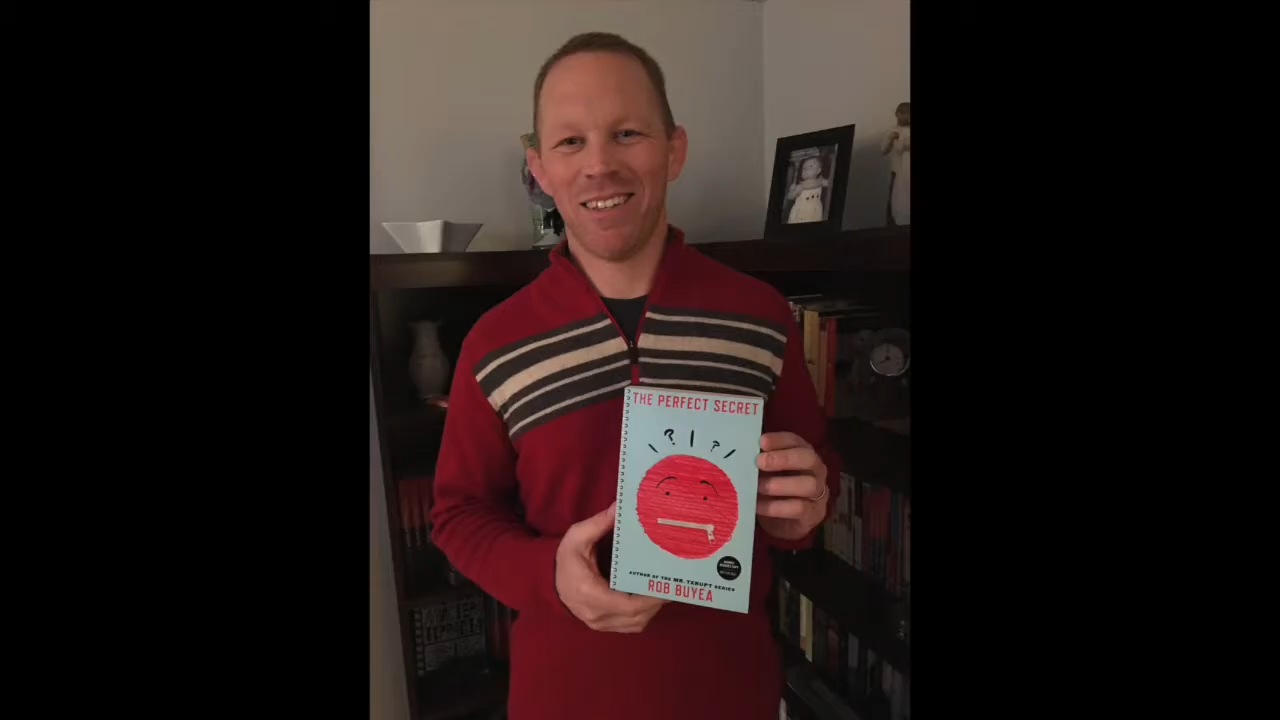 THE PERFECT SECRET
? | ?
AUTHOR OF THE MR. TERUPT SERIES
ROB BUYEA